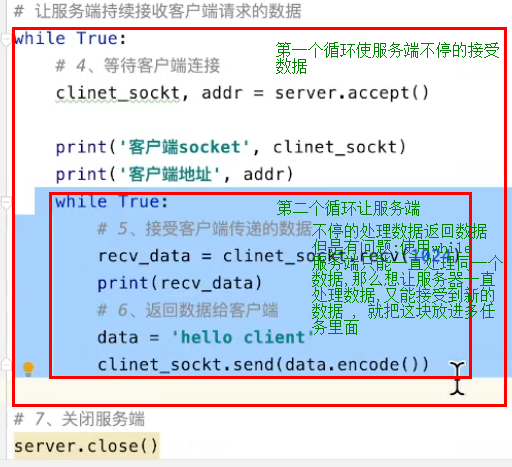 # 让服务端持续接收客户端请求的数据
while True:
第一个循环使服务端不停的接受
数据
# 4、等待客户端连接
clinet_sockt, addr = server.accept()
print('客户端socket', clinet_sockt)
print('客户端地址', addr)
while True:
第二个循环让服务端
# 5、接受客户端传递的数据
不停的处理数据返回数据
但是有问题:使用while
recv_data = clinet_sockt.recv(1024)
服务端只能一直处理同一个
print(recv_data)
数据,那么想让服务器一直
# 6、返回数据给客户端
处理数据,又能接受到新的
data = 'hello client'
数据 , 就把这块放进多任
务里面
clinet_sockt.send(data.encode())
# 7、关闭服务端
server.close()